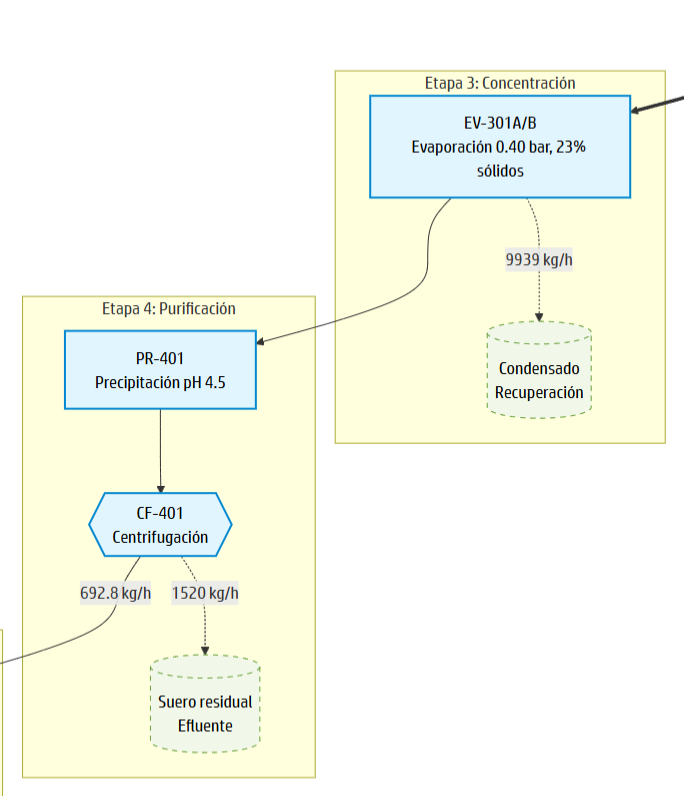 Etapa 3: Concentración
EV-301A/B
Evaporación 0.40 bar, 23%
sólidos
9939 kg/h
Condensado
Recuperación
Etapa 4: Purificación
PR-401
Precipitación pH 4.5
CF-401
Centrifugación
692.8 kg/h
1520 kg/h
Suero residual
Efluente